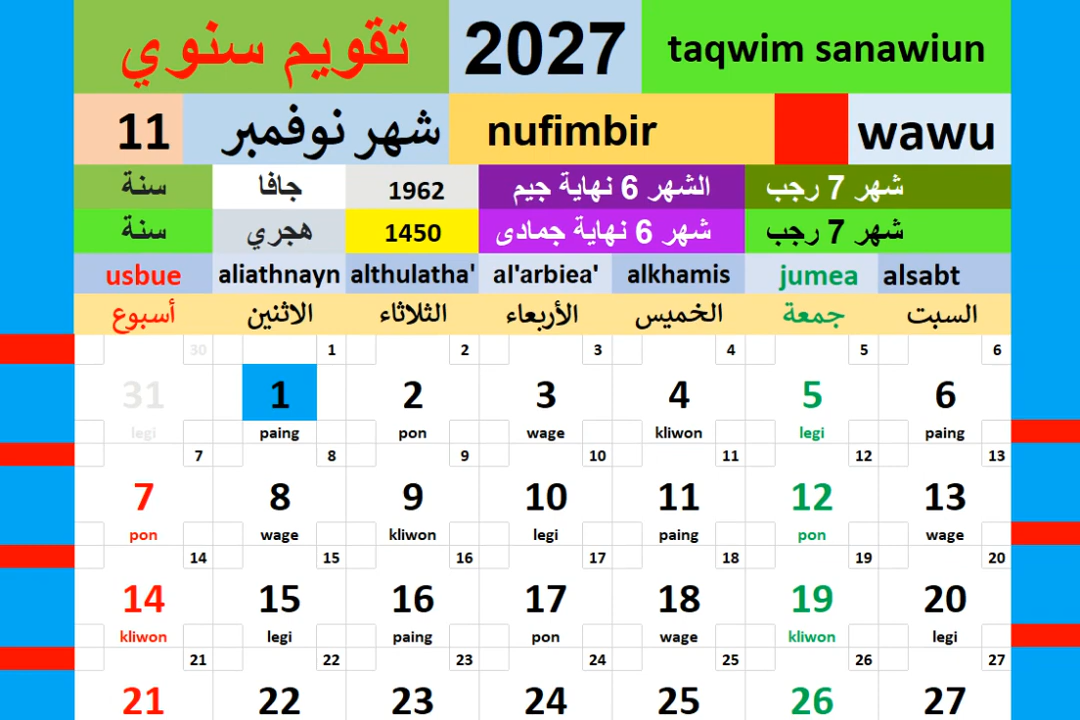 تقويم سنوي 2027 taqwim sanawiun
11 شهر نوفمبر nufimbir wawu
سنة جافا 1962 الشهر 6 نهاية جيم شهر 7 رجب
سنة هجري 1450 شهر 6 نهاية جمادى شهر 7 رجب
usbue aliathnayn althulatha' al'arbiea' alkhamis jumea alsabt
أسبوع الاثنين الثلاثاء الأربعاء الخميس جمعة السبت
30 1 2 3 4 5 6
31 1 2 3 4 5 6
legi paing pon wage kliwon legi paing
7 8 9 10 11 12 13
7 8 9 10 11 12 13
pon wage kliwon legi paing pon wage
14 15 16 17 18 19 20
14 15 16 17 18 19 20
kliwon legi paing pon wage kliwon legi
21 22 23 24 25 26 27
21 22 23 24 25 26 27